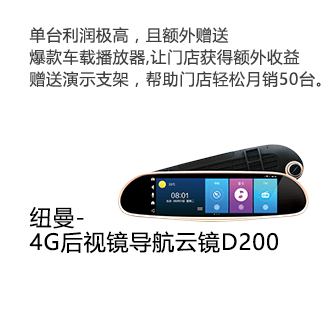 单台利润极高，且额外赠送
爆款车载播放器,让门店获得额外收益
赠送演示支架，帮助门店轻松月销50台。
08:01
纽曼-
4G后视镜导航云镜D200